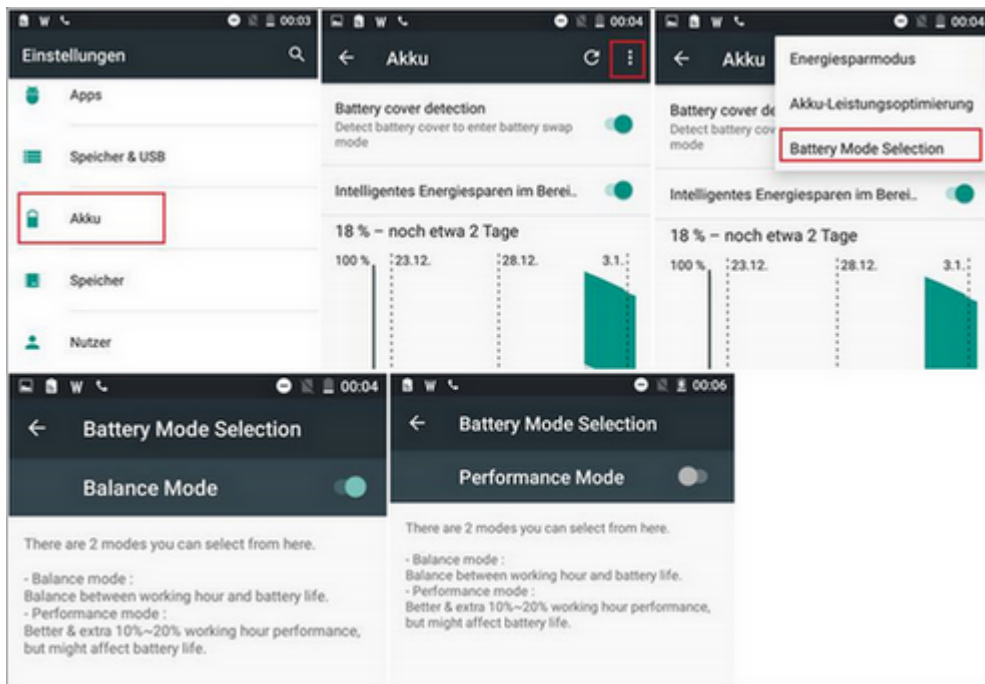 00:03
Einstellungen
Apps
Speicher & USB
Akku
Speicher
Nutzer
00:04
Akku
Battery cover detection
Detect battery cover to enter battery swap
mode
Intelligentes Energiesparen im Berei..
18 % – noch etwa 2 Tage
100 %
23.12.
28.12.
3.1.
00:04
Akku
Energiesparmodus
Akku-Leistungsoptimierung
Battery Mode Selection
Battery cover de
Detect battery cov
mode
Intelligentes Energiesparen im Berei..
18 % – noch etwa 2 Tage
100 %
23.12.
28.12.
3.1.
00:04
Battery Mode Selection
Balance Mode
There are 2 modes you can select from here.
- Balance mode :
Balance between working hour and battery life.
- Performance mode :
Better & extra 10%~20% working hour performance,
but might affect battery life.
00:06
Battery Mode Selection
Performance Mode
There are 2 modes you can select from here.
- Balance mode :
Balance between working hour and battery life.
- Performance mode :
Better & extra 10%~20% working hour performance,
but might affect battery life.